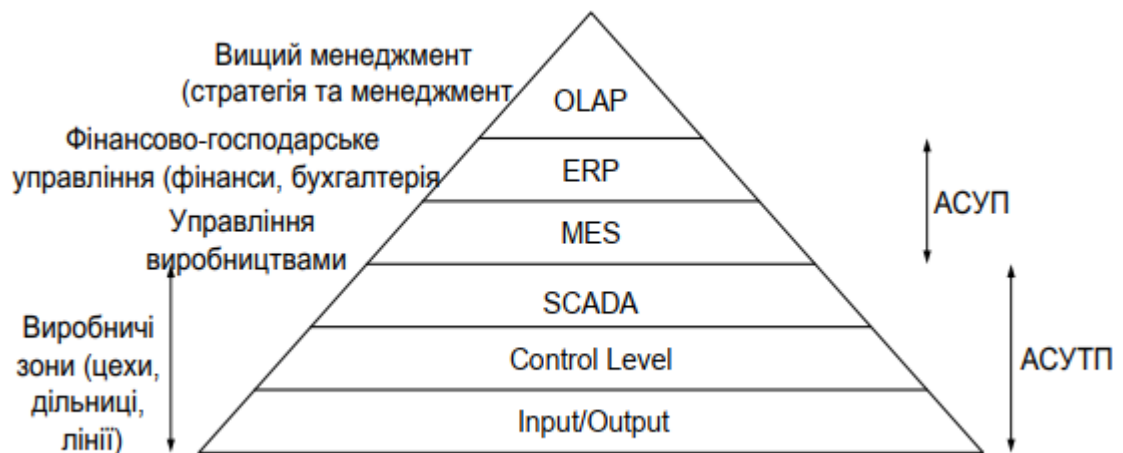 Вищий менеджмент
(стратегія та менеджмент
OLAP
Фінансово-господарське
управління (фінанси, бухгалтерія
ERP
АСУП
Управління
виробництвами
MES
SCADA
Виробничі
зони (цехи,
дільниці,
лінії)
Control Level
АСУТП
Input/Output